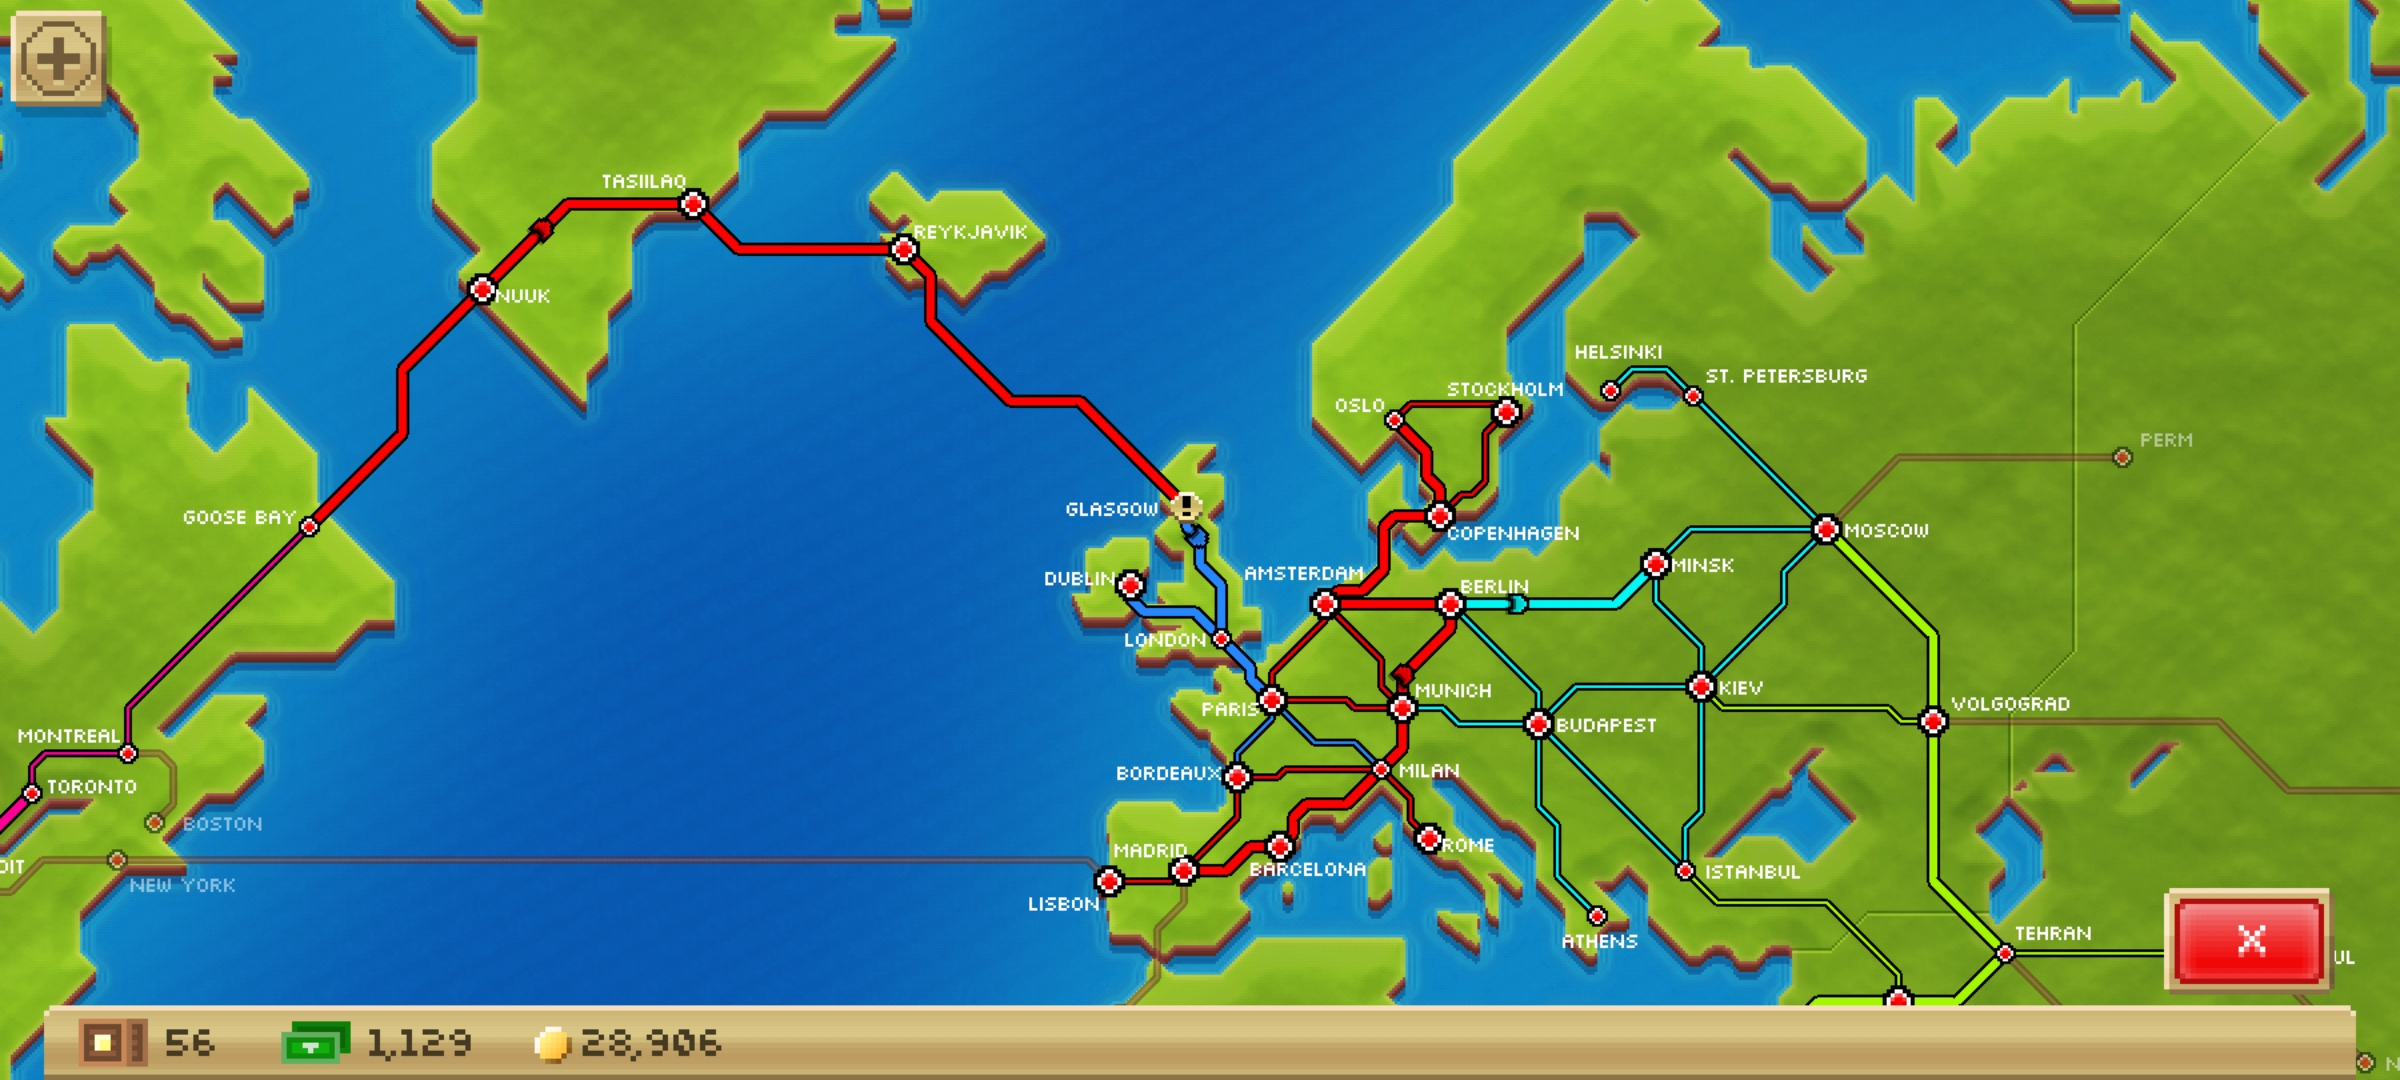 TASIILAQ
REYKJAVIK
NUUK
HELSINKI
ST. PETERSBURG
STOCKHOLM
OSLO
PERM
GOOSE BAY
GLASGOW
COPENHAGEN
MOSCOW
DUBLIN
AMSTERDAM
BERLIN
MINSK
LONDON
MUNICH
KIEV
PARIS
VOLGOGRAD
BUDAPEST
MONTREAL
BORDEAUX
MILAN
TORONTO
BOSTON
MADRID
ROME
BARCELONA
ISTANBUL
NEW YORK
LISBON
ATHENS
TEHRAN
X
56
1,129
28,906